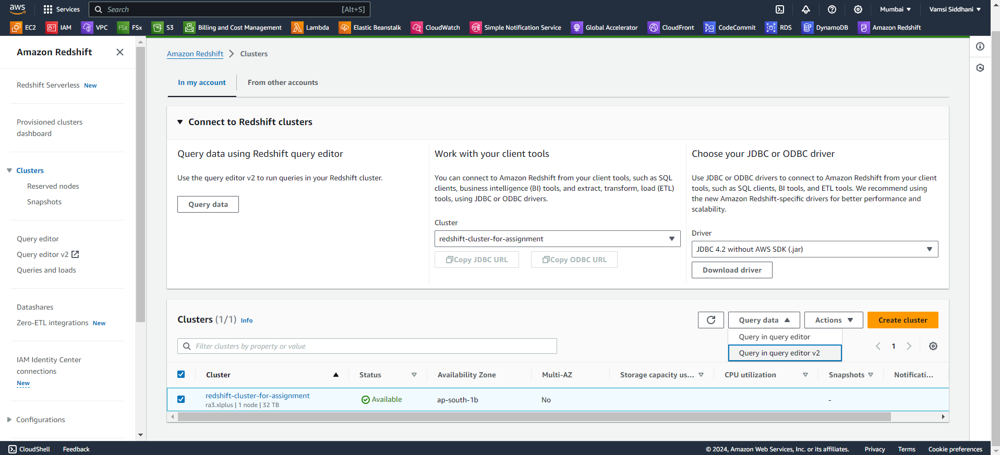 aws
Services
Search
[Alt+S]
Mumbai
Vamsi Siddhani
EC2
IAM
VPC
FSx
FSx
S3
Billing and Cost Management
Lambda
Elastic Beanstalk
CloudWatch
Simple Notification Service
Global Accelerator
CloudFront
CodeCommit
RDS
DynamoDB
Amazon Redshift
Amazon Redshift
Redshift Serverless New
Provisioned clusters
dashboard
Clusters
Reserved nodes
Snapshots
Query editor
Query editor v2
Queries and loads
Datashares
Zero-ETL integrations New
IAM Identity Center
connections
New
Configurations
Amazon Redshift
Clusters
In my account
From other accounts
Connect to Redshift clusters
Query data using Redshift query editor
Use the query editor v2 to run queries in your Redshift cluster.
Query data
Work with your client tools
You can connect to Amazon Redshift from your client tools, such as SQL
clients, business intelligence (BI) tools, and extract, transform, load (ETL)
tools, using JDBC or ODBC drivers.
Cluster
redshift-cluster-for-assignment
Copy JDBC URL
Copy ODBC URL
Choose your JDBC or ODBC driver
Use JDBC or ODBC drivers to connect to Amazon Redshift from your client
tools, such as SQL clients, BI tools, and ETL tools. We recommend using
the new Amazon Redshift-specific drivers for better performance and
scalability.
Driver
JDBC 4.2 without AWS SDK (.jar)
Download driver
Clusters (1/1) Info
Query data
Actions
Create cluster
Query in query editor
Query in query editor v2
Filter clusters by property or value
1
Cluster
Status
Availability Zone
Multi-AZ
Storage capacity us...
CPU utilization
Snapshots
Notificati...
redshift-cluster-for-assignment
ra3.xlplus | 1 node | 32 TB
Available
ap-south-1b
No
-
CloudShell
Feedback
© 2024, Amazon Web Services, Inc. or its affiliates.
Privacy
Terms
Cookie preferences